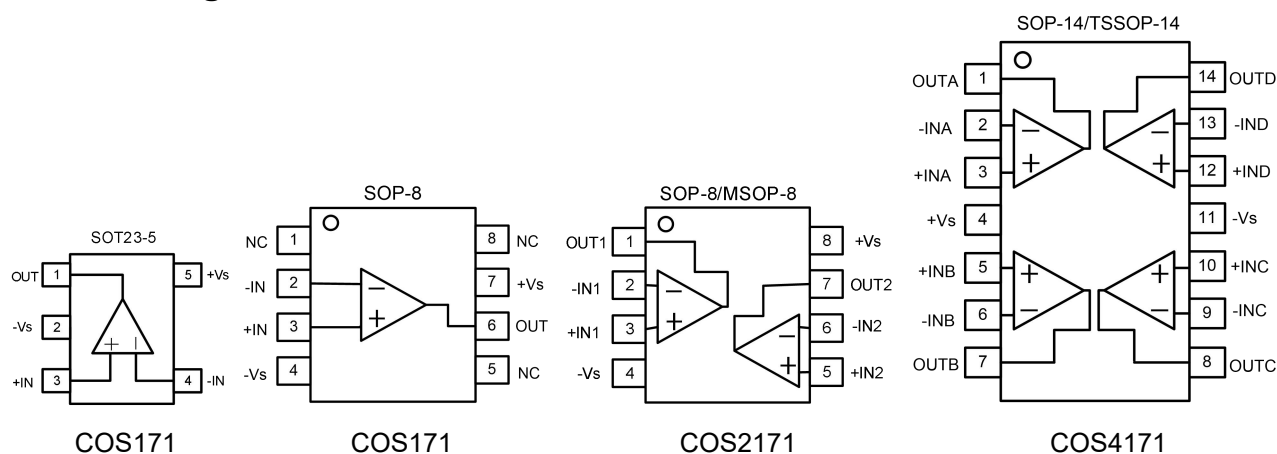 SOT23-5
OUT 1
5 +Vs
-Vs 2
+IN 3
4 -IN
+ −
COS171
SOP-8
NC 1
8 NC
-IN 2
7 +Vs
+IN 3
6 OUT
-Vs 4
5 NC
−
+
COS171
SOP-8/MSOP-8
OUT1 1
8 +Vs
-IN1 2
7 OUT2
+IN1 3
6 -IN2
-Vs 4
5 +IN2
−
+
−
+
COS2171
SOP-14/TSSOP-14
OUTA 1
14 OUTD
-INA 2
13 -IND
+INA 3
12 +IND
+Vs 4
11 -Vs
+INB 5
10 +INC
-INB 6
9 -INC
OUTB 7
8 OUTC
− −
+ +
+ +
− −
COS4171